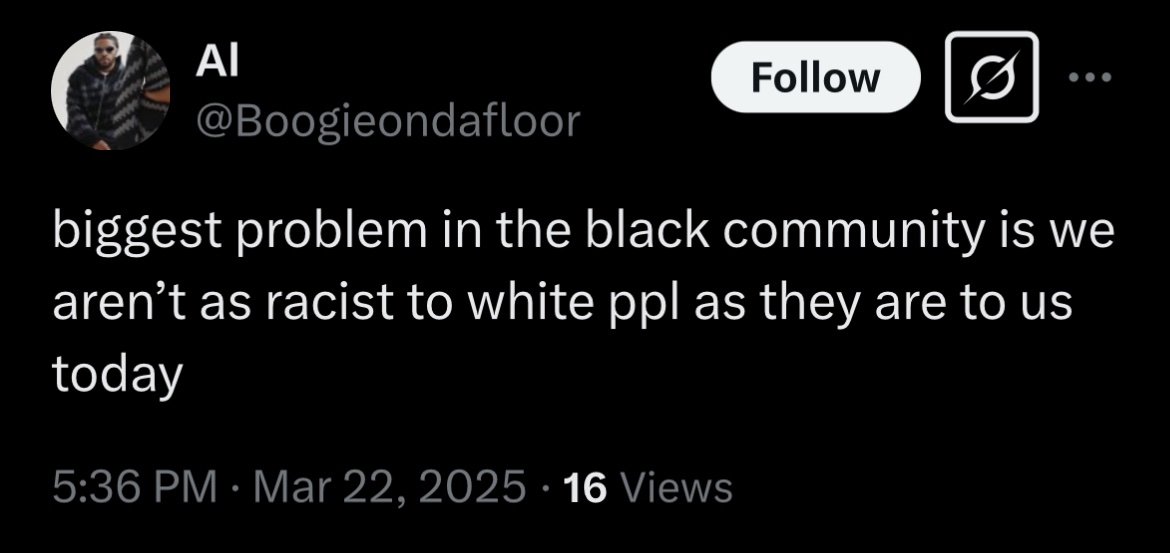 Al
Follow
@Boogieondafloor
biggest problem in the black community is we
aren’t as racist to white ppl as they are to us
today
5:36 PM · Mar 22, 2025 · 16 Views